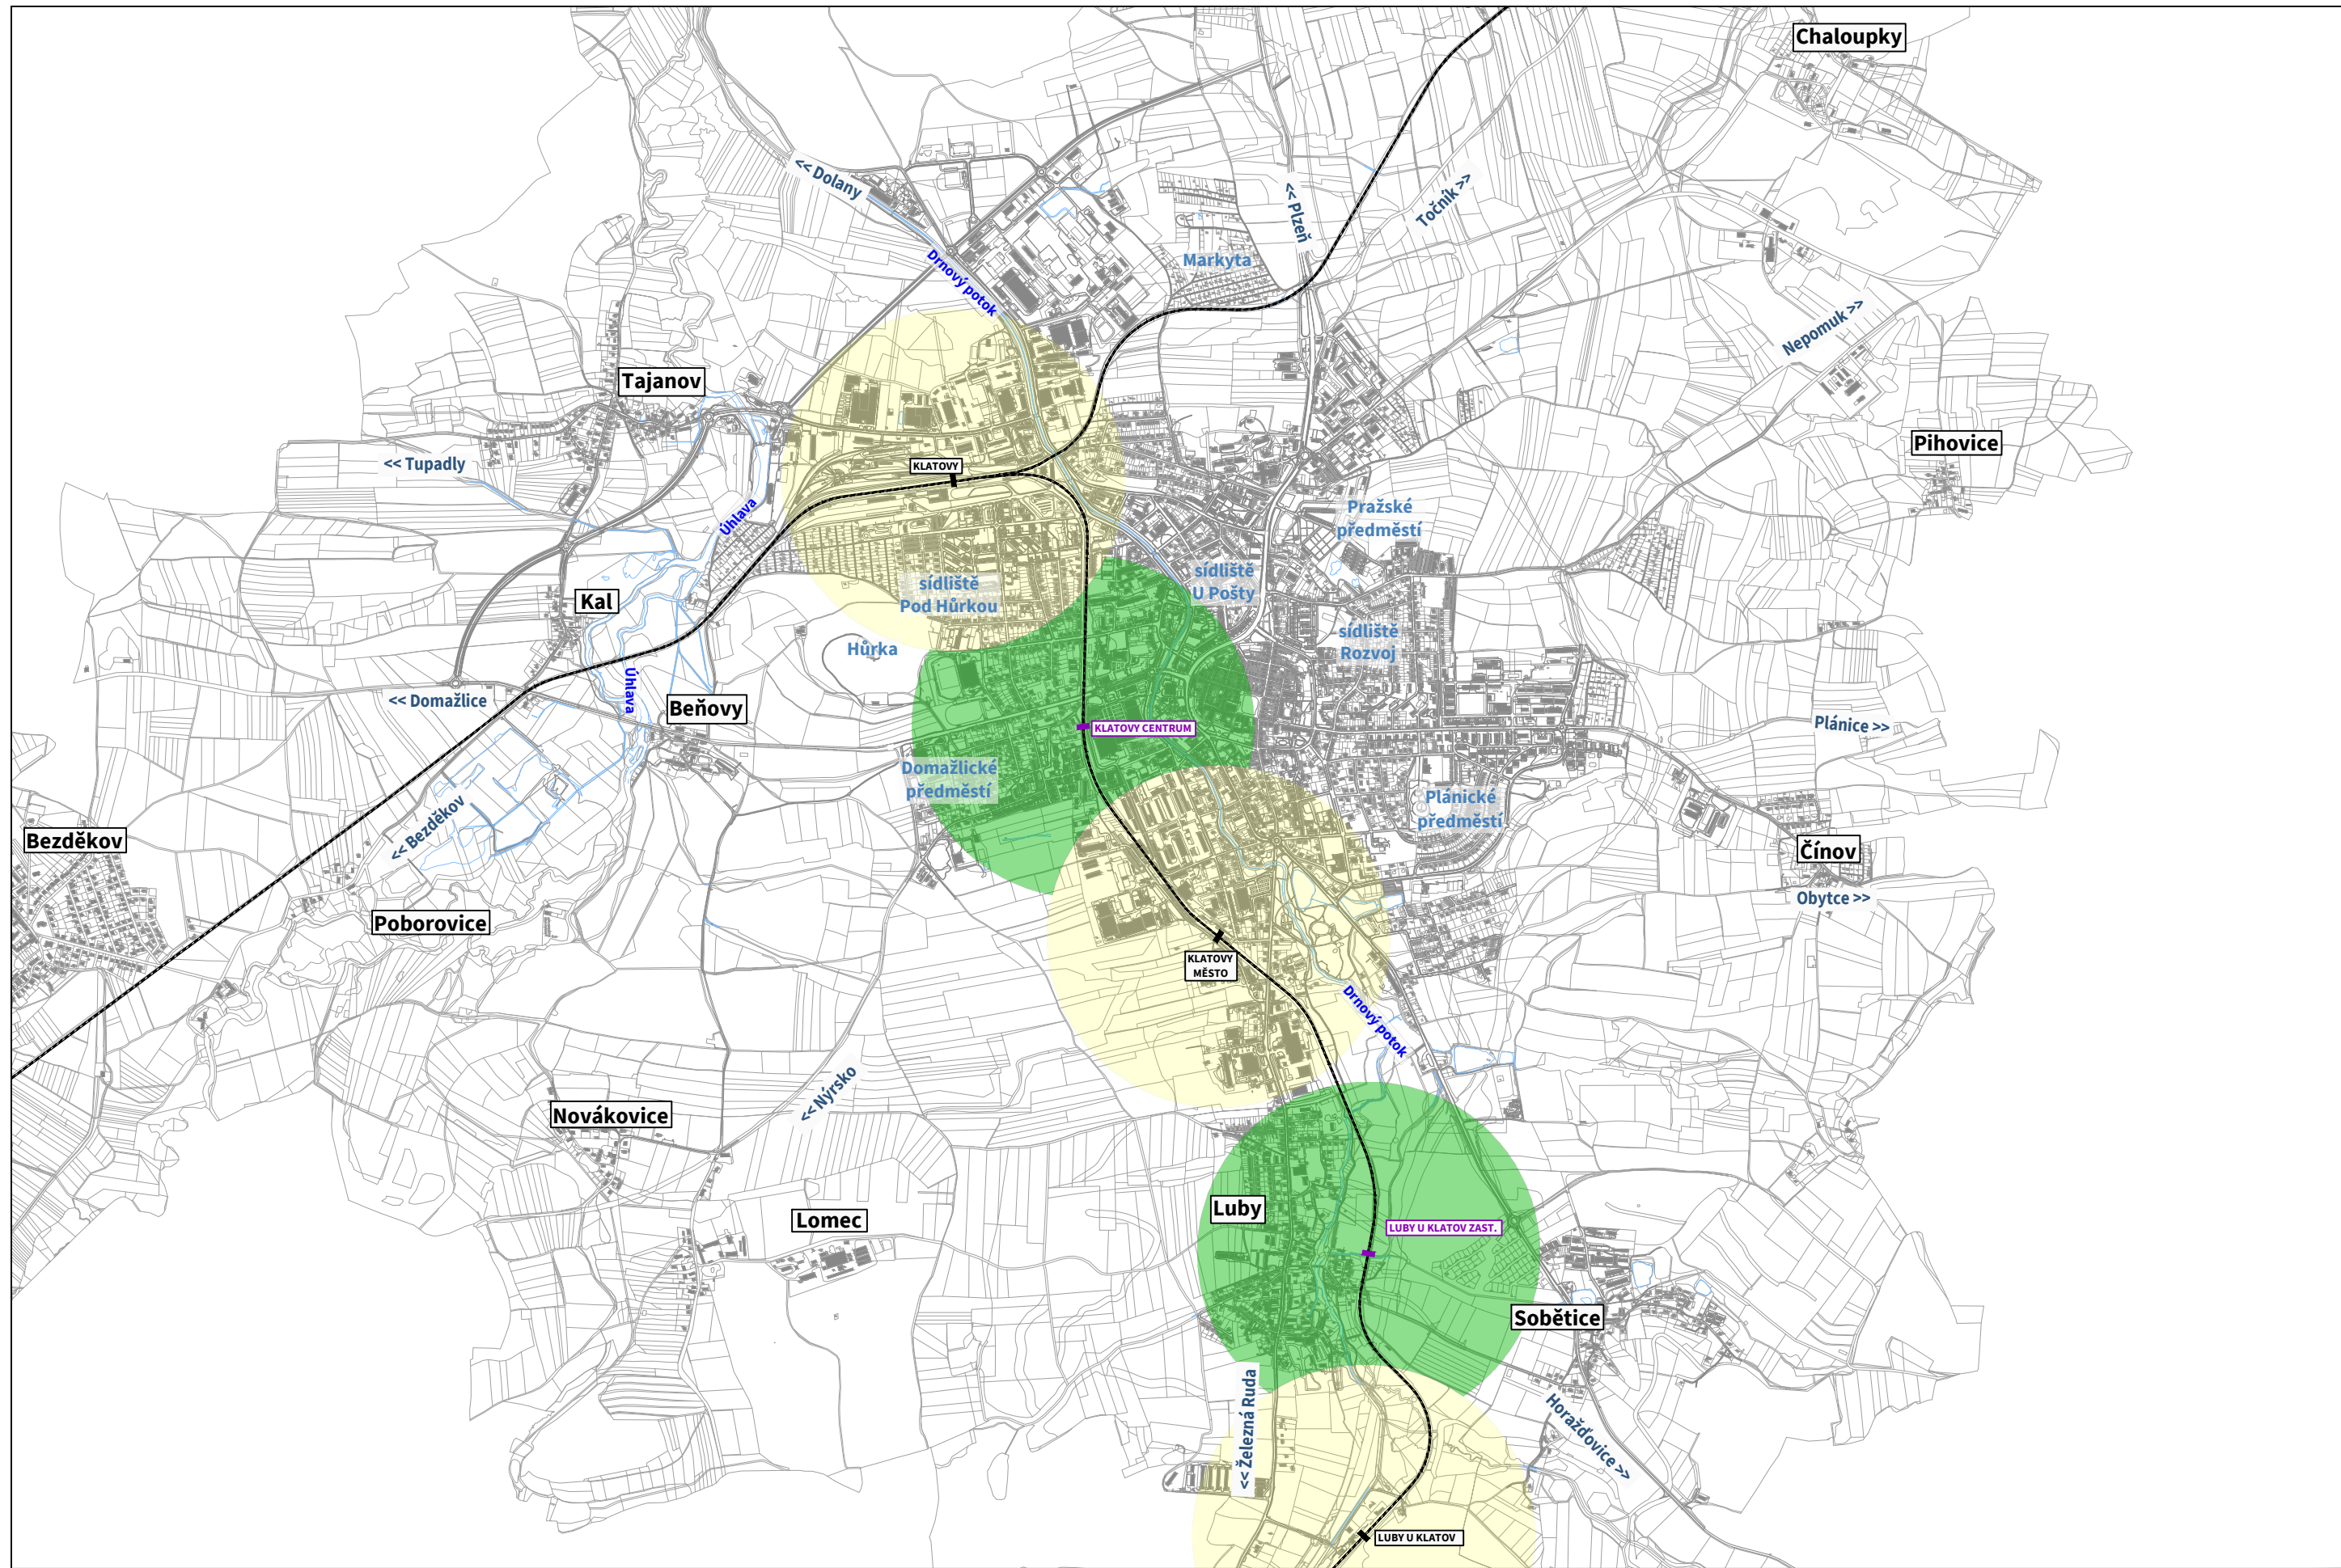 Chaloupky
<< Dolany
<< Plzeň
Točník >>
Drnový potok
Markyta
Nepomuk >>
Tajanov
Pihovice
<< Tupadly
KLATOVY
Úhlava
Pražské
předměstí
sídliště
Pod Hůrkou
sídliště
U Pošty
Kal
sídliště
Rozvoj
Hůrka
Úhlava
<< Domažlice
Beňovy
KLATOVY CENTRUM
Plánice >>
Domažlické
předměstí
Plánické
předměstí
<< Bezděkov
Bezděkov
Čínov
Obytce >>
Poborovice
KLATOVY
MĚSTO
Drnový potok
<< Nýrsko
Novákovice
Luby
Lomec
LUBY U KLATOV ZAST.
Sobětice
<< Železná Ruda
Horažďovice >>
LUBY U KLATOV